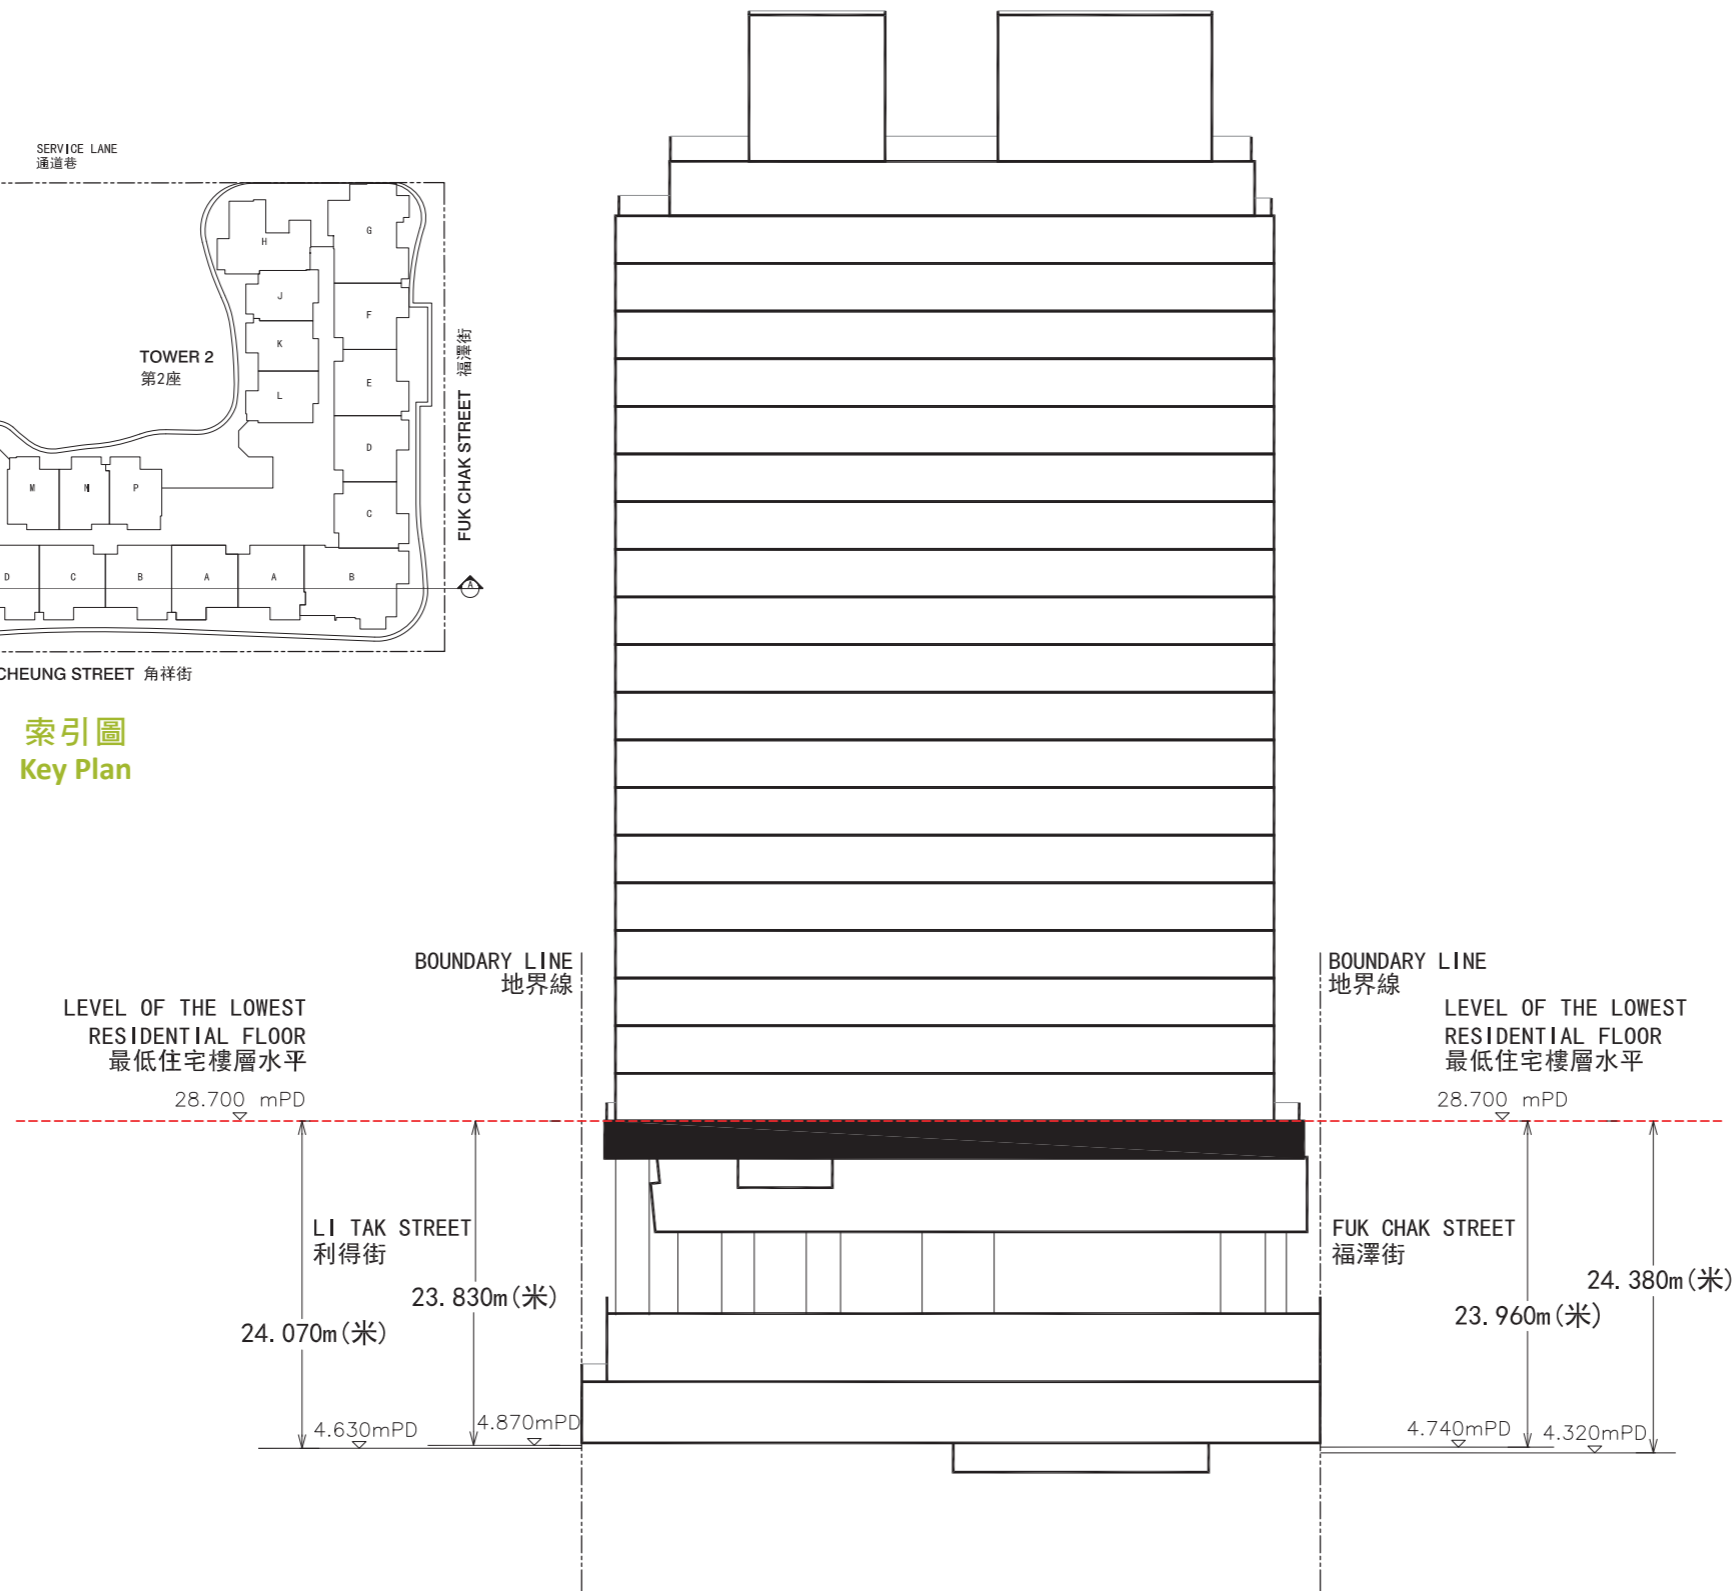 SERVICE LANE
通道巷
H
G
J
F
K
TOWER 2
第2座
E
L
FUK CHAK STREET 福澤街
D
M
N
P
C
D
C
B
A
A
B
A
CHEUNG STREET 角祥街
索引圖
Key Plan
BOUNDARY LINE
地界線
BOUNDARY LINE
地界線
LEVEL OF THE LOWEST
RESIDENTIAL FLOOR
最低住宅樓層水平
28.700 mPD
LEVEL OF THE LOWEST
RESIDENTIAL FLOOR
最低住宅樓層水平
28.700 mPD
LI TAK STREET
利得街
23.830m(米)
24.070m(米)
FUK CHAK STREET
福澤街
24.380m(米)
23.960m(米)
4.630mPD
4.870mPD
4.740mPD
4.320mPD